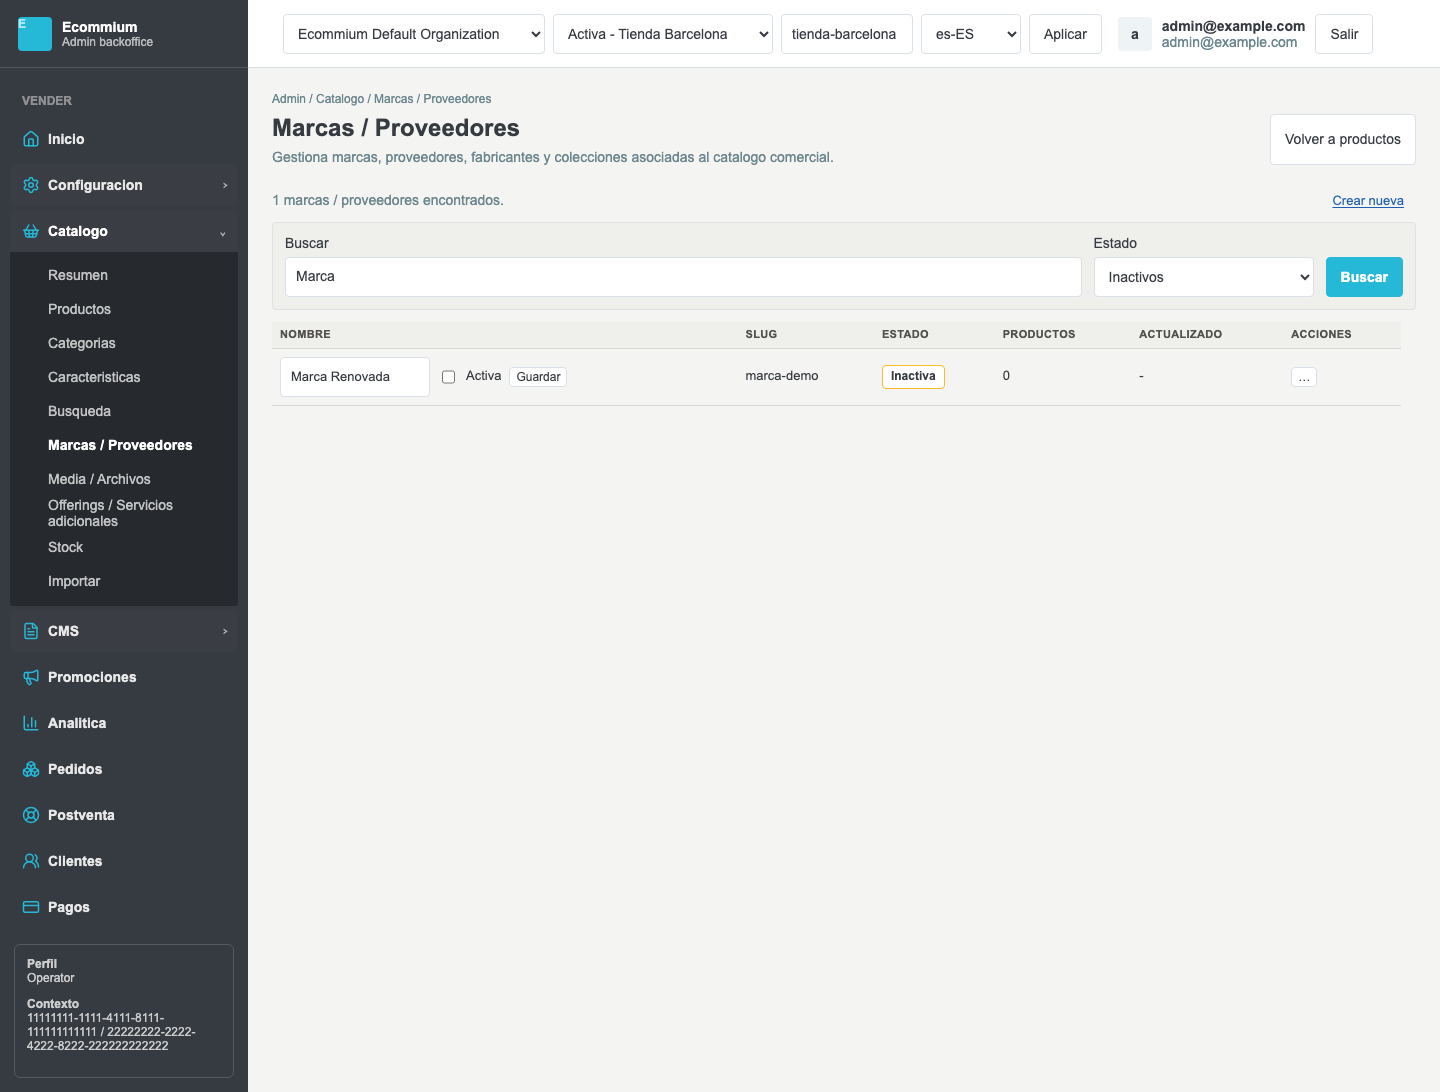 E
Ecommium
Admin backoffice
Ecommium Default Organization
Activa - Tienda Barcelona
tienda-barcelona
es-ES
Aplicar
a
admin@example.com
admin@example.com
Salir
VENDER
Inicio
Configuracion
Catalogo
Resumen
Productos
Categorias
Caracteristicas
Busqueda
Marcas / Proveedores
Media / Archivos
Offerings / Servicios
adicionales
Stock
Importar
CMS
Promociones
Analitica
Pedidos
Postventa
Clientes
Pagos
Perfil
Operator
Contexto
11111111-1111-4111-8111-
111111111111 / 22222222-2222-
4222-8222-222222222222
Admin / Catalogo / Marcas / Proveedores
Marcas / Proveedores
Gestiona marcas, proveedores, fabricantes y colecciones asociadas al catalogo comercial.
Volver a productos
1 marcas / proveedores encontrados.
Crear nueva
Buscar
Marca
Estado
Inactivos
Buscar
NOMBRE SLUG ESTADO PRODUCTOS ACTUALIZADO ACCIONES
Marca Renovada Activa Guardar marca-demo Inactiva 0 - ...